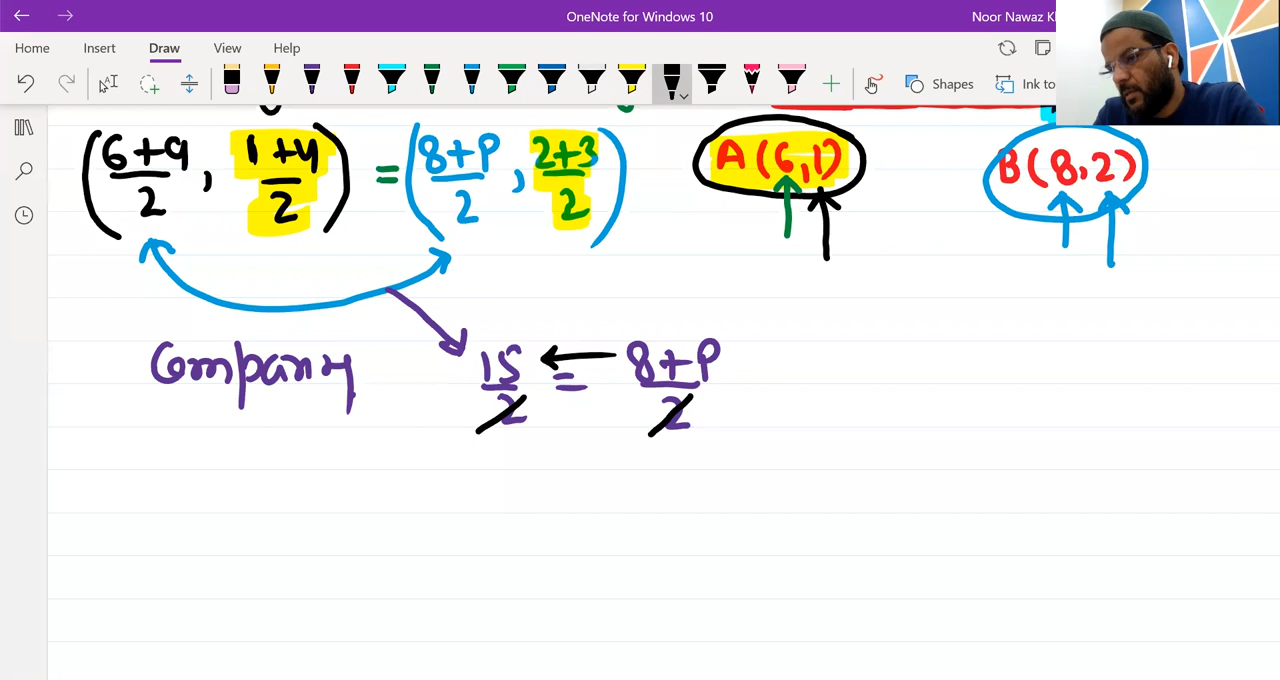 OneNote for Windows 10
Noor Nawaz
Home Insert Draw View Help
Shapes
Ink to
(6+9/2, 1+4/2) = (8+P/2, 2+3/2)
A(6,1)
B(8,2)
Company
15/2 = 8+P/2